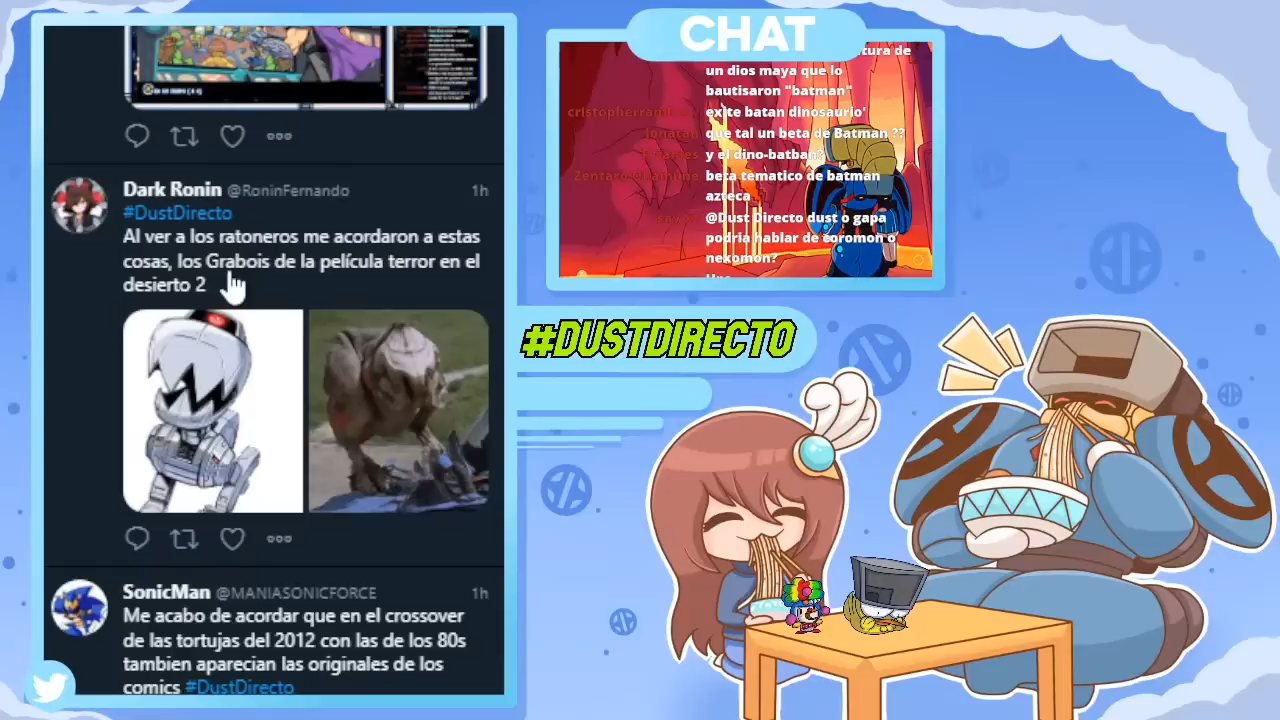 Dark Ronin @RoninFernando 1h
#DustDirecto
Al ver a los ratoneros me acordaron a estas
cosas, los Grabois de la película terror en el
desierto 2
SonicMan @MANIASONICFORCE 1h
Me acabo de acordar que en el crossover
de las tortujas del 2012 con las de los 80s
tambien aparecian las originales de los
comics #DustDirecto
CHAT
tura de
un dios maya que lo
bautisaron "batman"
exite batan dinosaurio'
que tal un beta de Batman ??
y el dino-batban?
beta tematico de batman
azteca
@Dust Directo dust o gapa
podria hablar de coromon o
nekomon?
#DUSTDIRECTO